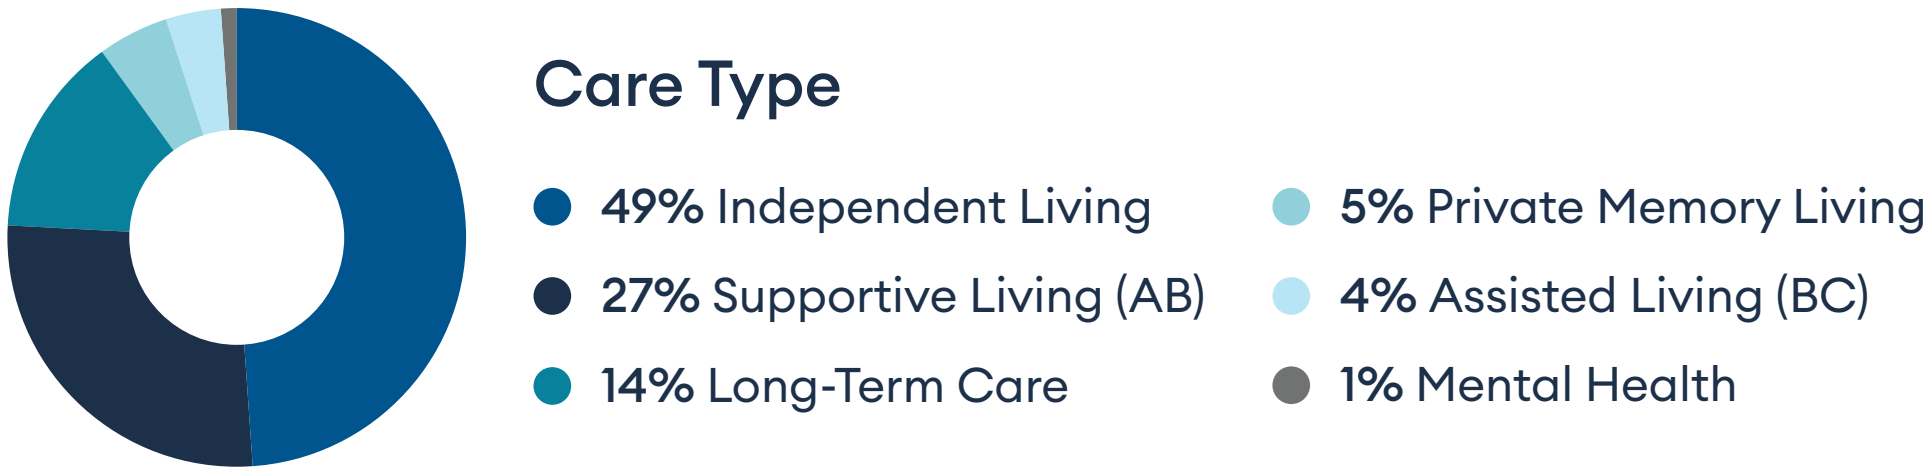 Care Type
49% Independent Living
27% Supportive Living (AB)
14% Long-Term Care
5% Private Memory Living
4% Assisted Living (BC)
1% Mental Health